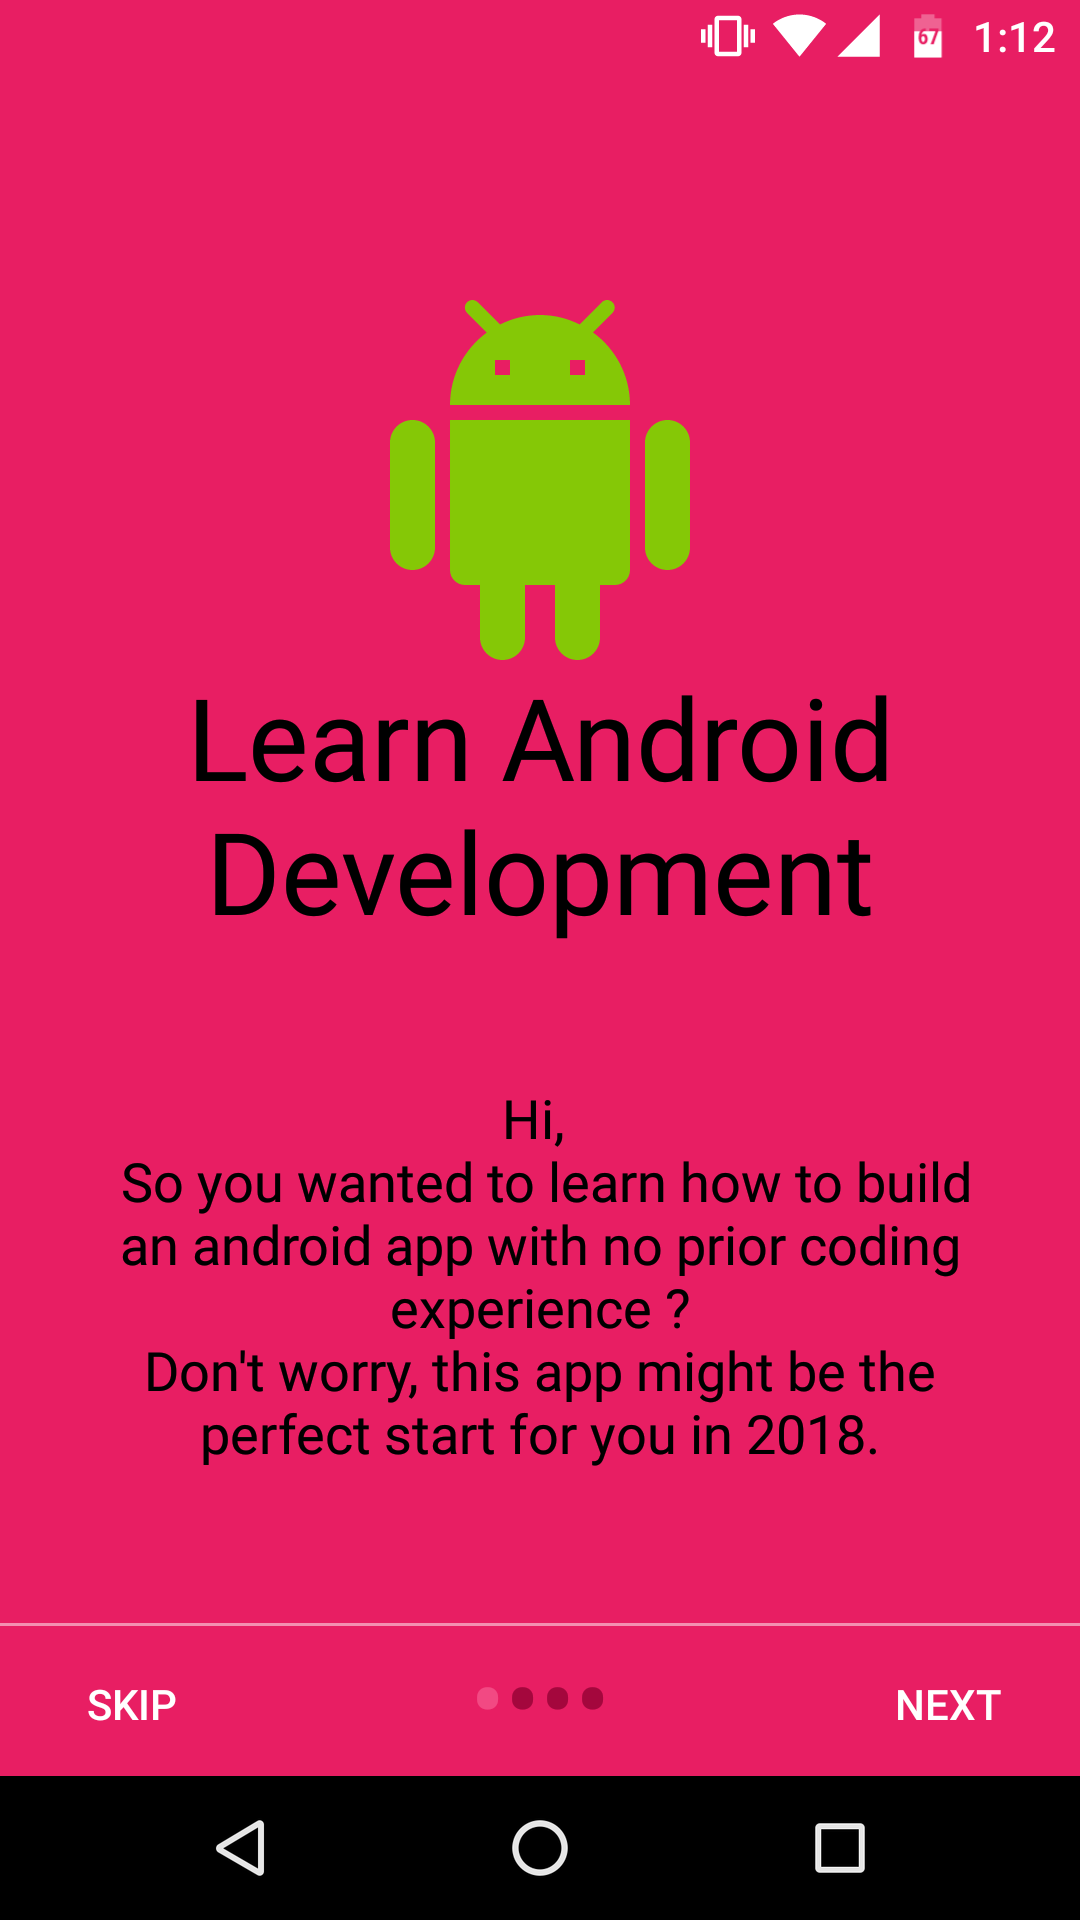 67 1:12
Learn Android
Development
Hi,
So you wanted to learn how to build
an android app with no prior coding
experience ?
Don't worry, this app might be the
perfect start for you in 2018.
SKIP NEXT